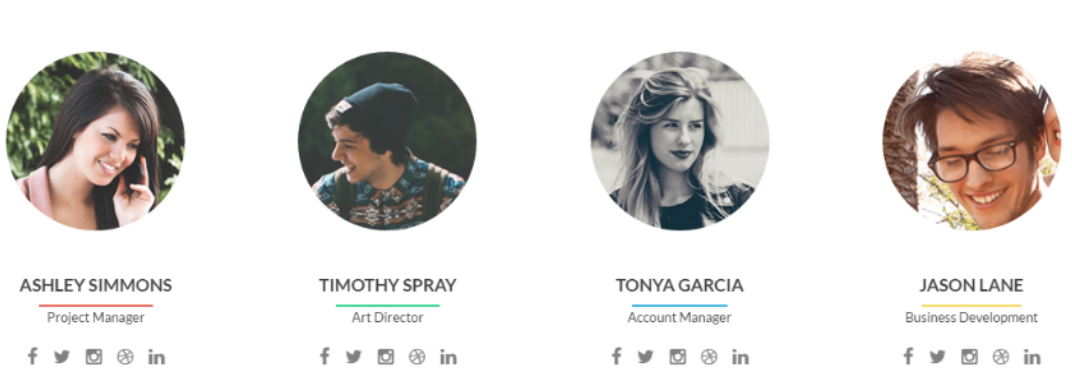 ASHLEY SIMMONS
Project Manager
TIMOTHY SPRAY
Art Director
TONYA GARCIA
Account Manager
JASON LANE
Business Development